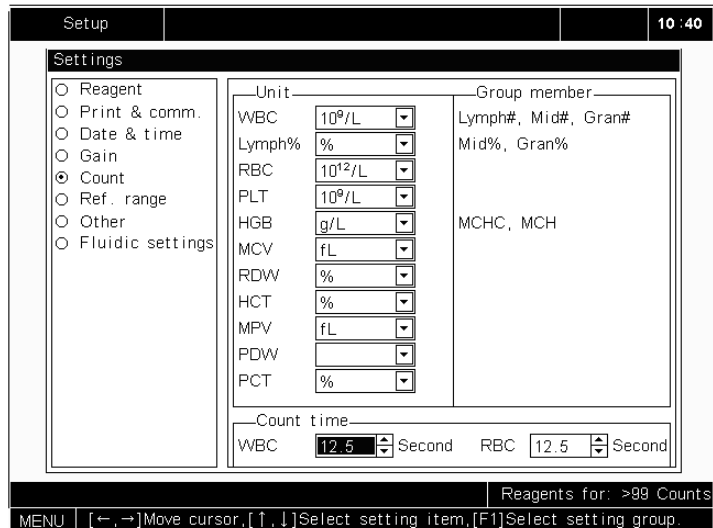 Setup 10:40
Settings
Reagent
Print & comm.
Date & time
Gain
Count
Ref. range
Other
Fluidic settings
Unit Group member
WBC 10⁹/L Lymph#, Mid#, Gran#
Lymph% % Mid%, Gran%
RBC 10¹²/L
PLT 10⁹/L
HGB g/L MCHC, MCH
MCV fL
RDW %
HCT %
MPV fL
PDW
PCT %
Count time
WBC 12.5 Second RBC 12.5 Second
Reagents for: >99 Counts
MENU [←,→]Move cursor,[↑,↓]Select setting item,[F1]Select setting group